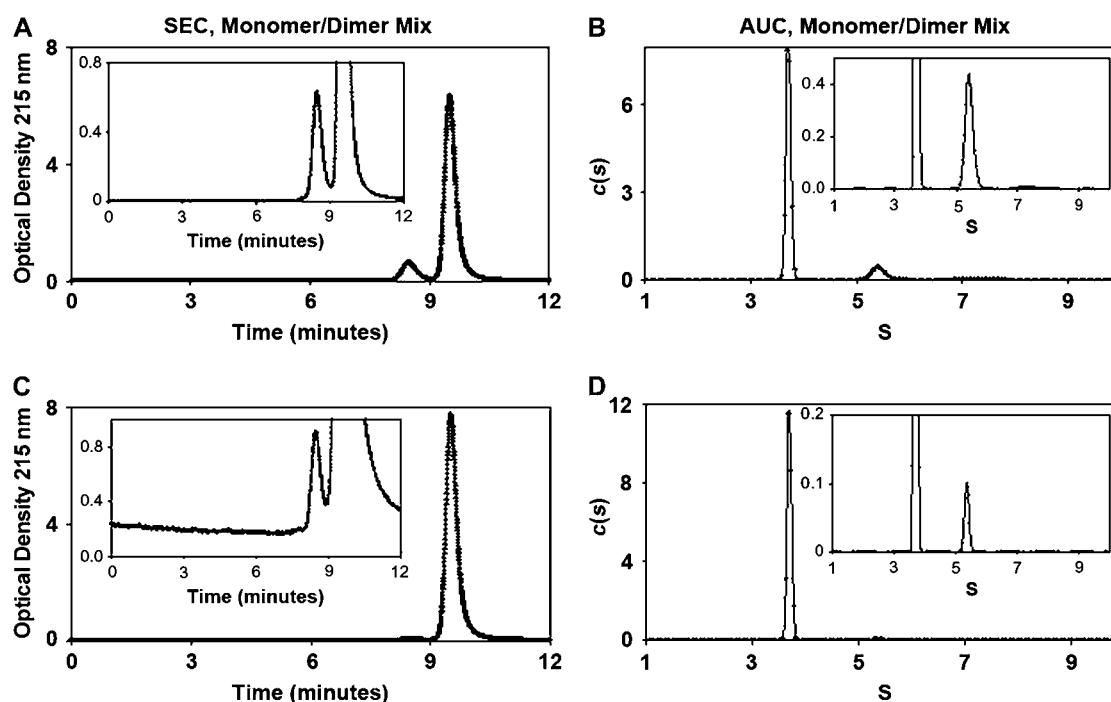 A
SEC, Monomer/Dimer Mix
8
4
0
0 3 6 9 12
Optical Density 215 nm
Time (minutes)
0.8
0.4
0
0 3 6 9 12
Time (minutes)
B
AUC, Monomer/Dimer Mix
6
3
0
1 3 5 7 9
c(s)
S
0.4
0.2
0.0
1 3 5 7 9
S
C
8
4
0
0 3 6 9 12
Optical Density 215 nm
Time (minutes)
0.8
0.4
0.0
0 3 6 9 12
Time (minutes)
D
12
8
4
0
1 3 5 7 9
c(s)
S
0.2
0.1
0
1 3 5 7 9
S